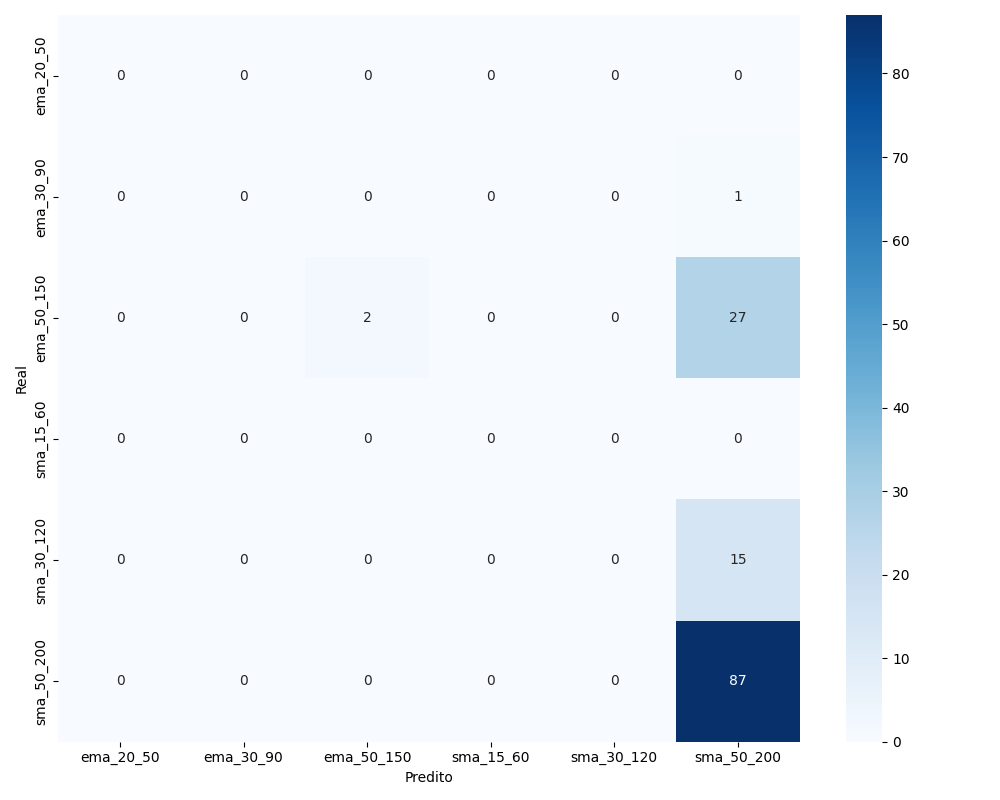 Real
ema_20_50 0 0 0 0 0 0
ema_30_90 0 0 0 0 0 1
ema_50_150 0 0 2 0 0 27
sma_15_60 0 0 0 0 0 0
sma_30_120 0 0 0 0 0 15
sma_50_200 0 0 0 0 0 87
ema_20_50 ema_30_90 ema_50_150 sma_15_60 sma_30_120 sma_50_200
Predito
80
70
60
50
40
30
20
10
0